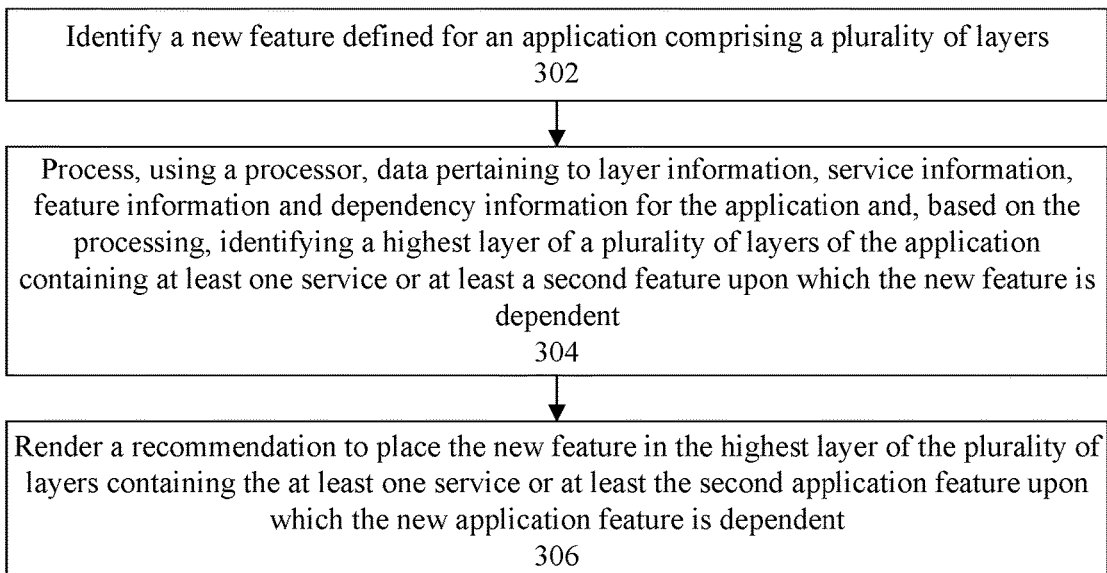 Identify a new feature defined for an application comprising a plurality of layers
302
Process, using a processor, data pertaining to layer information, service information,
feature information and dependency information for the application and, based on the
processing, identifying a highest layer of a plurality of layers of the application
containing at least one service or at least a second feature upon which the new feature is
dependent
304
Render a recommendation to place the new feature in the highest layer of the plurality of
layers containing the at least one service or at least the second application feature upon
which the new application feature is dependent
306